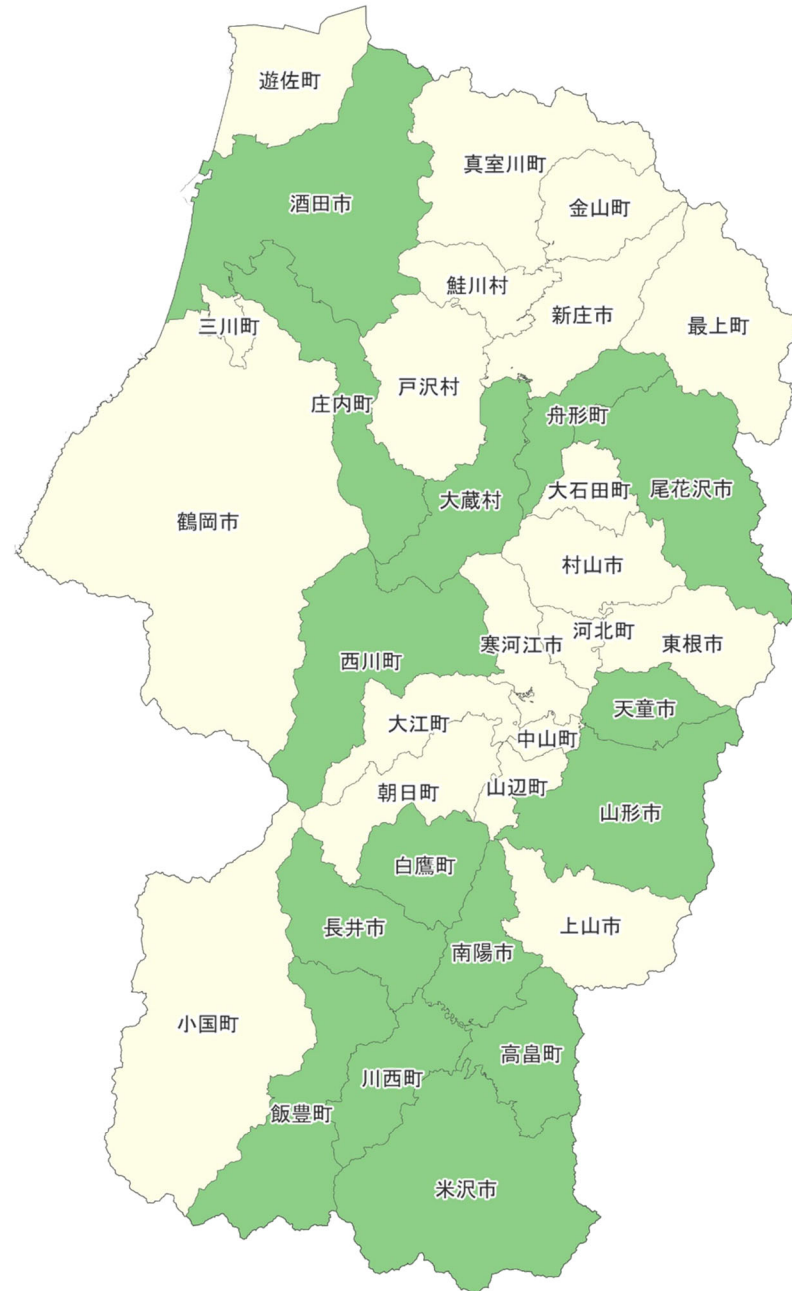 遊佐町
真室川町
酒田市
金山町
鮭川村
新庄市
三川町
最上町
戸沢村
庄内町
舟形町
大石田町
尾花沢市
大蔵村
鶴岡市
村山市
河北町
寒河江市
東根市
西川町
天童市
大江町
中山町
山辺町
朝日町
山形市
白鷹町
長井市
上山市
南陽市
小国町
高畠町
川西町
飯豊町
米沢市